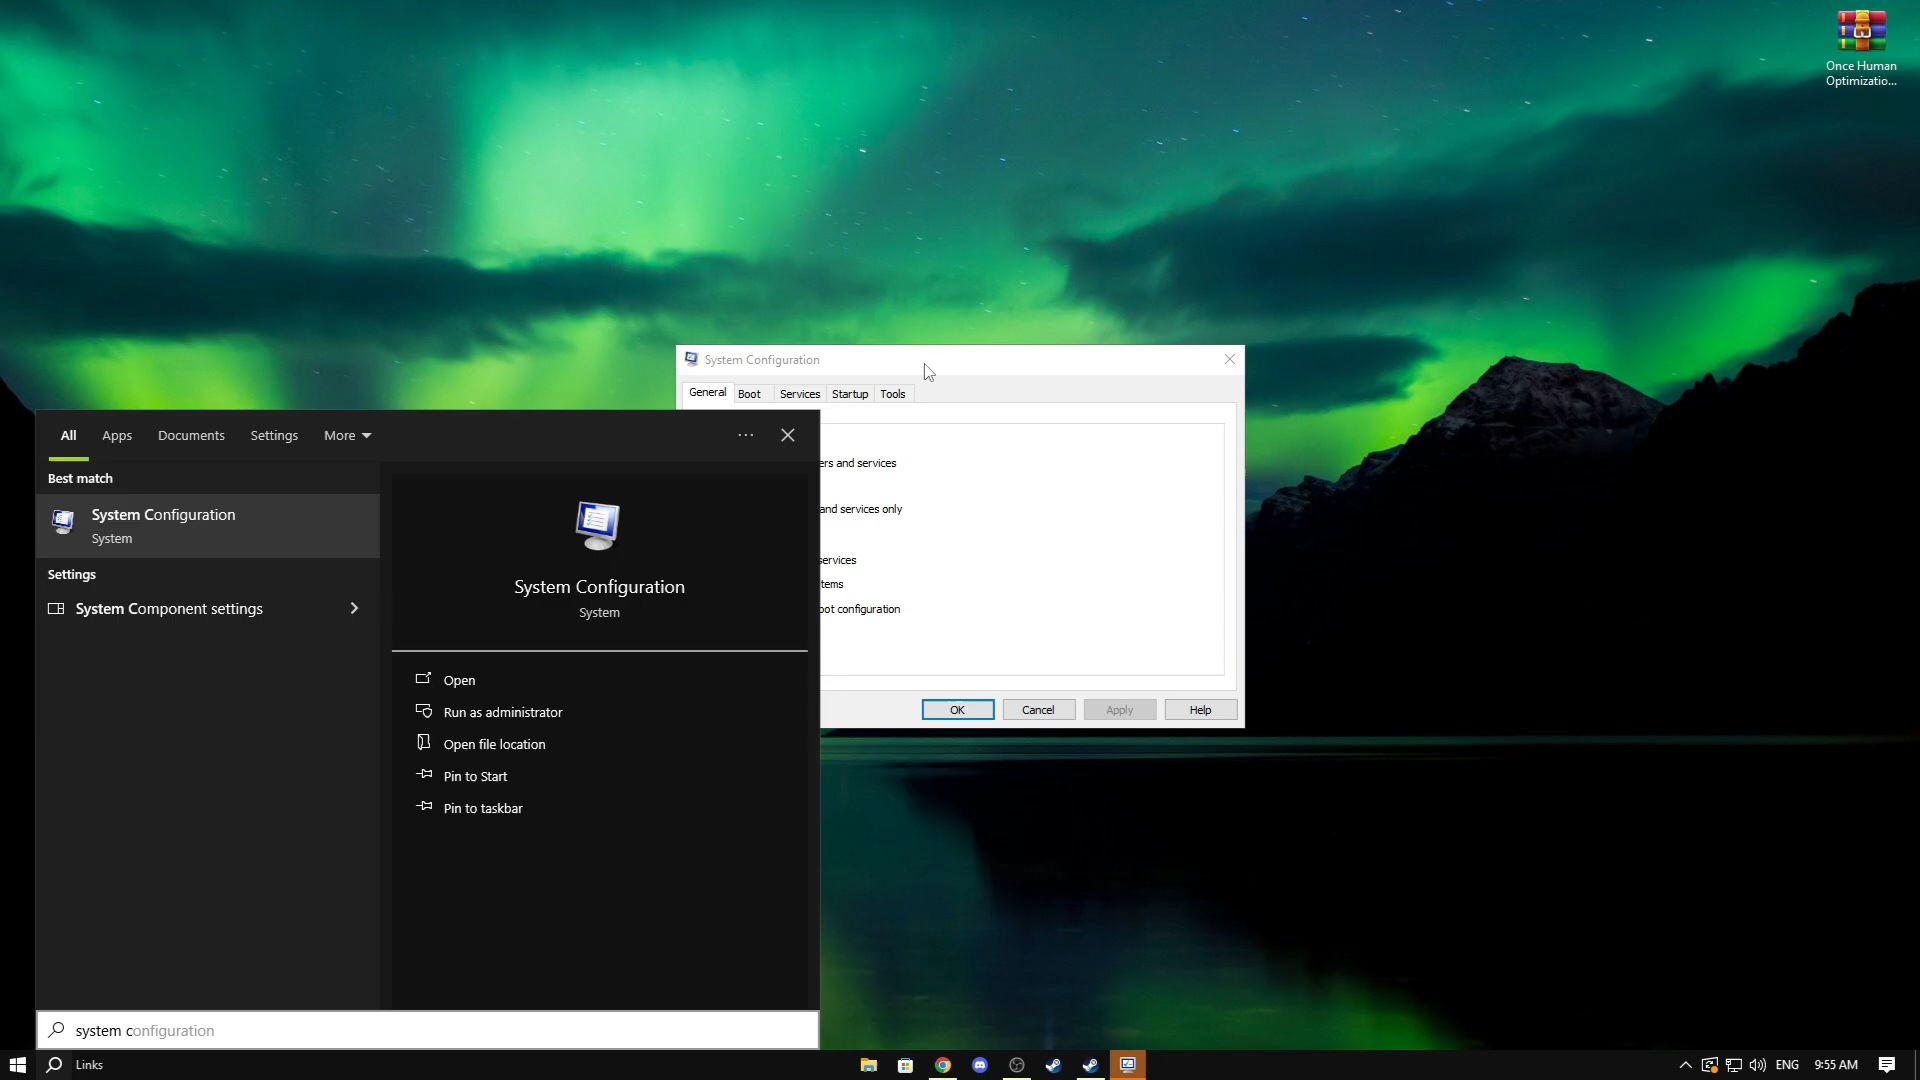 Once Human
Optimizatio...
System Configuration
General
Boot
Services
Startup
Tools
and services
and services only
services
configuration
OK
Cancel
Apply
Help
All
Apps
Documents
Settings
More
Best match
System Configuration
System
Settings
System Component settings
System Configuration
System
Open
Run as administrator
Open file location
Pin to Start
Pin to taskbar
system configuration
Links
ENG
9:55 AM